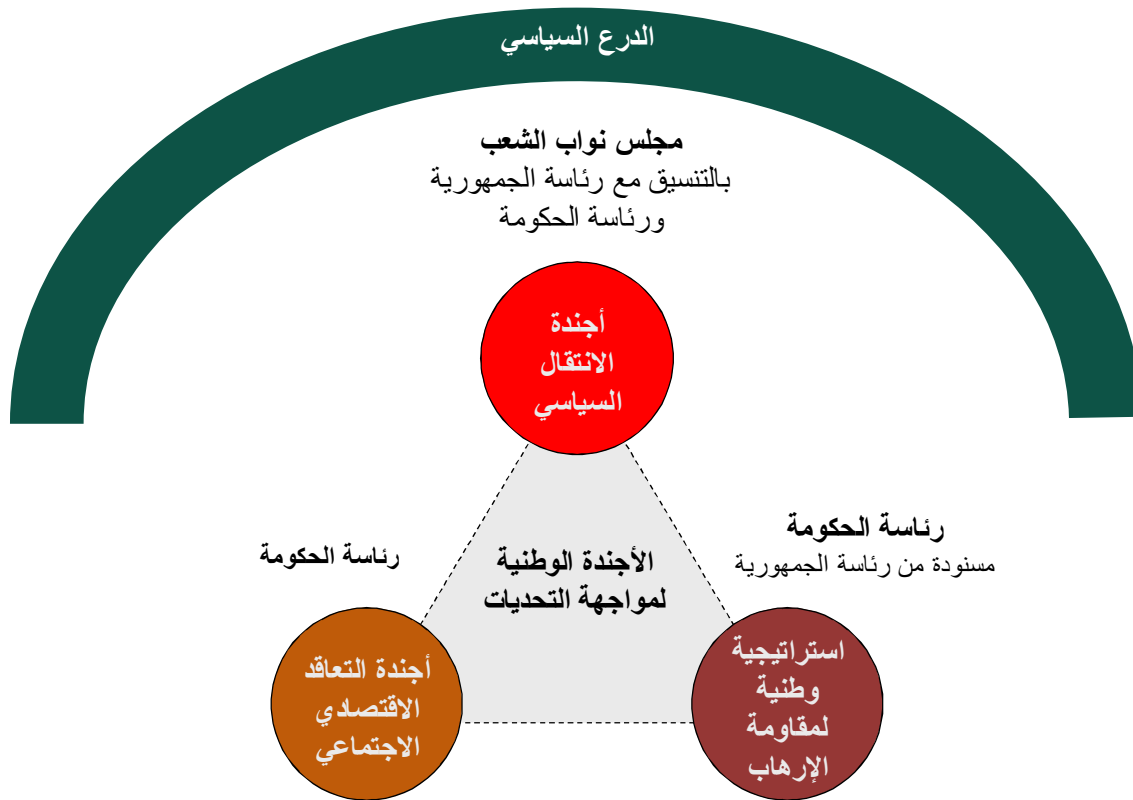 الدرع السياسي
مجلس نواب الشعب
بالتنسيق مع رئاسة الجمهورية
ورئاسة الحكومة
أجندة
الانتقال
السياسي
رئاسة الحكومة
مسنودة من رئاسة الجمهورية
رئاسة الحكومة
الأجندة الوطنية
لمواجهة التحديات
استراتيجية
وطنية
لمقاومة
الإرهاب
أجندة التعاقد
الاقتصادي
الاجتماعي